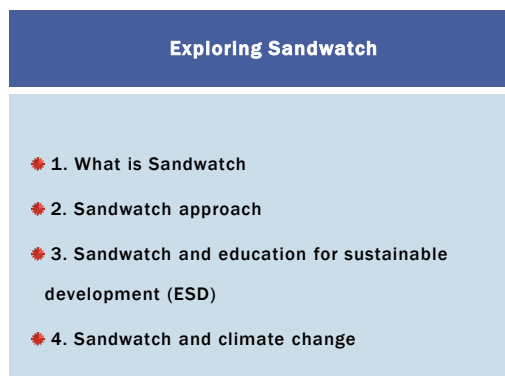 Exploring Sandwatch
1. What is Sandwatch
2. Sandwatch approach
3. Sandwatch and education for sustainable
development (ESD)
4. Sandwatch and climate change